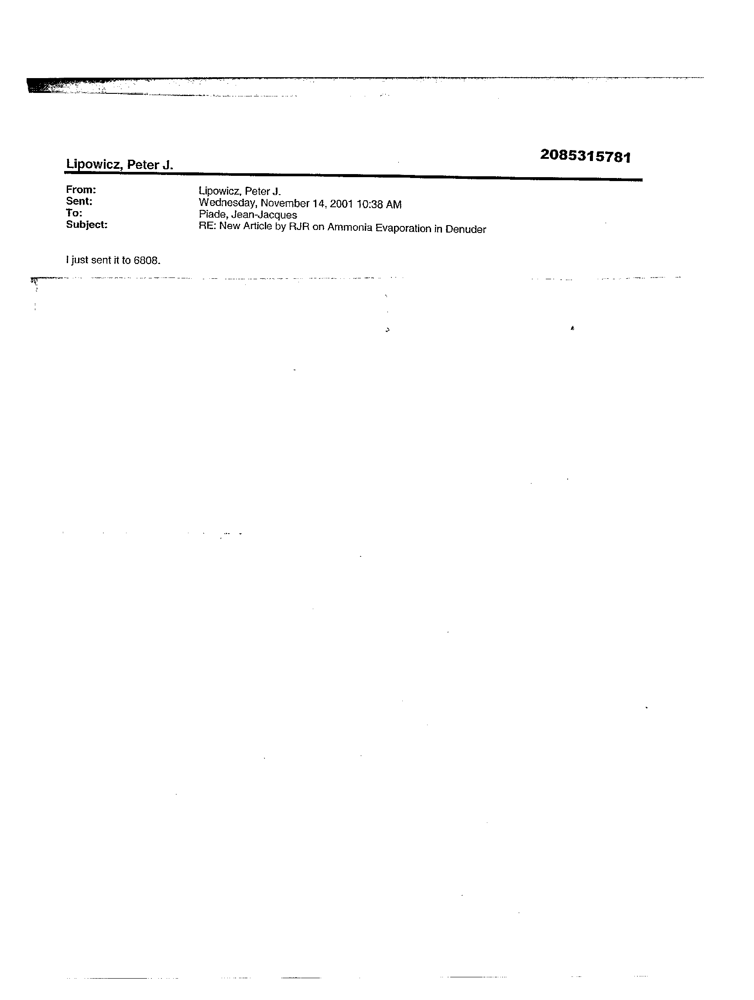 2085315781
Lipowicz, Peter J.
From: Lipowicz, Peter J.
Sent: Wednesday, November 14, 2001 10:38 AM
To: Piade, Jean-Jacques
Subject: RE: New Article by RJR on Ammonia Evaporation in Denuder
I just sent it to 6808.